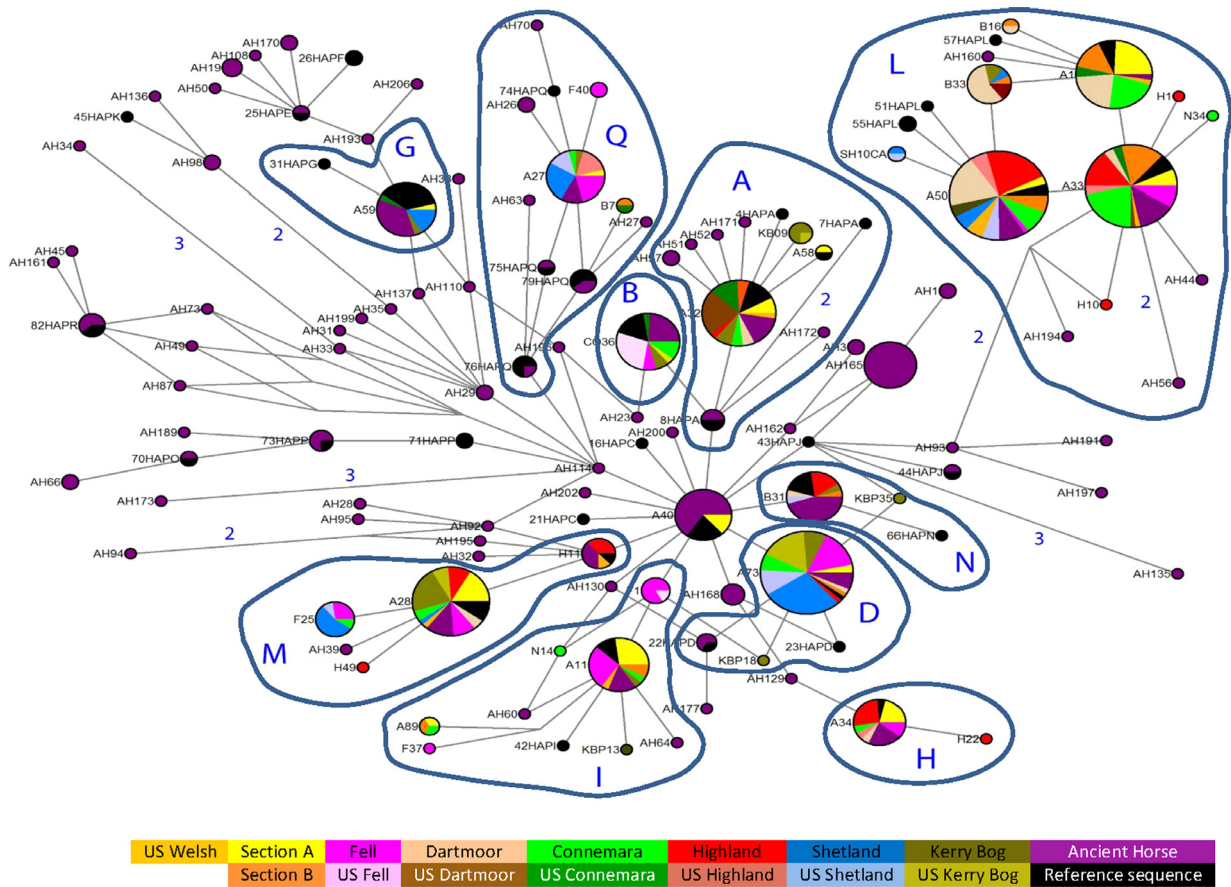 AH70
AH170
AH108
26HAPF
AH19
AH50
AH206
25HAPE
AH136
45HAPK
AH193
AH34
AH98
G
31HAPG
A59
AH38
3
2
74HAPQ
F40
AH26
Q
A27
AH63
B7
AH27
75HAPQ
79HAPQ
76HAPQ
A
4HAPA
7HAPA
AH171
AH52
AH51
KB09
A58
AH97
2
A32
AH172
B
CO36
8HAPA
L
B16
57HAPL
AH160
A1
B33
51HAPL
55HAPL
H1
N34
SH10CA
A50
A33
AH44
2
H10
AH194
AH56
2
AH45
AH161
82HAPR
AH73
AH49
AH87
AH137
AH110
AH35
AH199
AH31
AH33
AH29
AH1
AH3
AH165
AH23
AH200
16HAPC
AH162
43HAPJ
AH93
AH191
44HAPJ
AH197
AH189
73HAPP
71HAPP
AH66
3
AH173
AH114
AH202
21HAPC
A40
B31
KBP35
66HAPN
N
3
AH135
AH28
AH95
AH92
2
AH94
AH195
AH32
H11
A28
F25
AH39
H49
M
AH130
AH168
A73
D
22HAPD
23HAPD
KBP18
AH129
N14
A11
AH60
A89
F37
42HAPI
KBP13
AH64
I
A34
H22
H
US Welsh Section A Fell Dartmoor Connemara Highland Shetland Kerry Bog Ancient Horse
Section B US Fell US Dartmoor US Connemara US Highland US Shetland US Kerry Bog Reference sequence